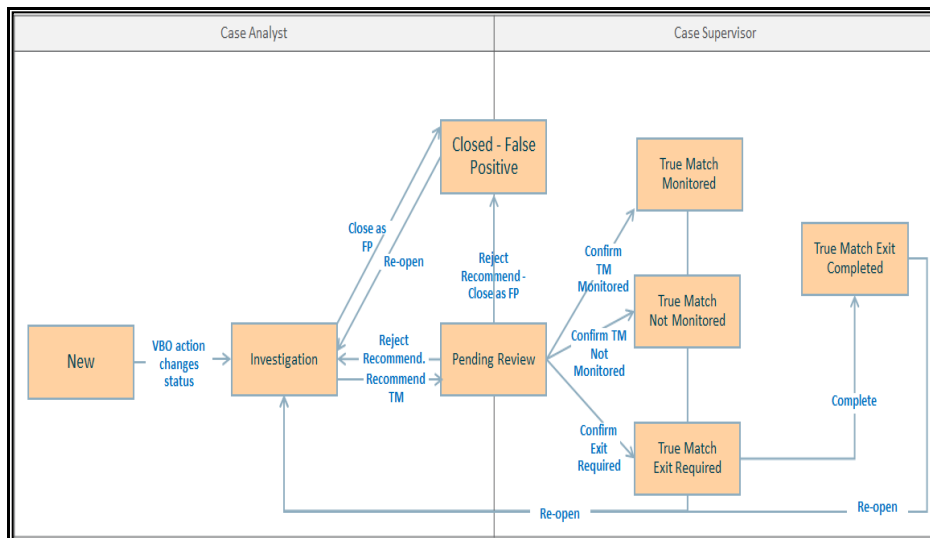 Case Analyst
Case Supervisor
Closed - False
Positive
True Match
Monitored
Close as
FP
Re-open
Reject
Recommend -
Close as FP
Confirm
TM
Monitored
True Match Exit
Completed
True Match
Not Monitored
New
VBO action
changes
status
Investigation
Reject
Recommend.
Recommend
TM
Pending Review
Confirm TM
Not
Monitored
Complete
Confirm
Exit
Required
True Match
Exit Required
Re-open
Re-open